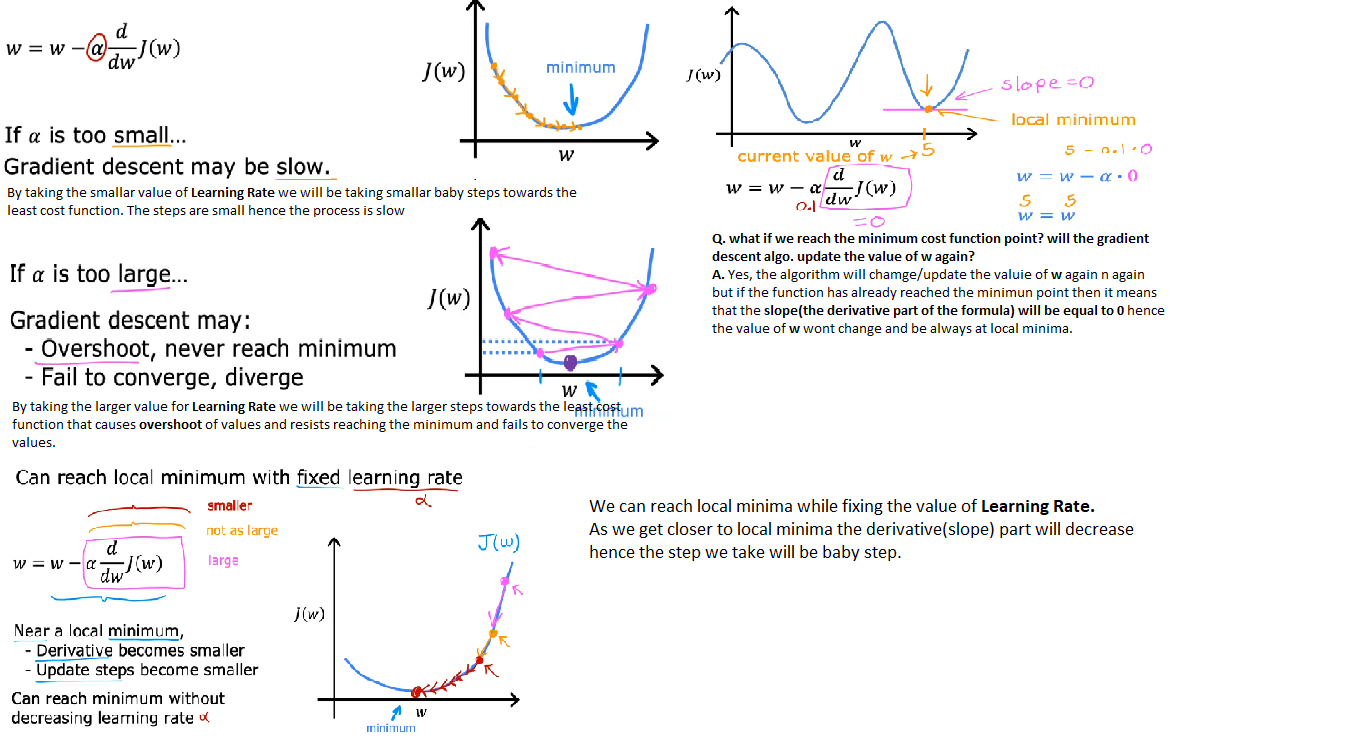 w = w − α d/dw J(w)
If α is too small...
Gradient descent may be slow.
By taking the smallar value of Learning Rate we will be taking smallar baby steps towards the
least cost function. The steps are small hence the process is slow
J(w)
minimum
w
If α is too large...
Gradient descent may:
- Overshoot, never reach minimum
- Fail to converge, diverge
J(w)
w
minimum
By taking the larger value for Learning Rate we will be taking the larger steps towards the least cost
function that causes overshoot of values and resists reaching the minimum and fails to converge the
values.
J(w)
slope=0
local minimum
w
current value of w → 5
w = w − α d/dw J(w)
0.1
=0
5 - 0.1 · 0
w = w − α · 0
5 5
w = w
Q. what if we reach the minimum cost function point? will the gradient
descent algo. update the value of w again?
A. Yes, the algorithm will chamge/update the valuie of w again n again
but if the function has already reached the minimun point then it means
that the slope(the derivative part of the formula) will be equal to 0 hence
the value of w wont change and be always at local minima.
Can reach local minimum with fixed learning rate
α
smaller
not as large
large
w = w − α d/dw J(w)
Near a local minimum,
- Derivative becomes smaller
- Update steps become smaller
Can reach minimum without
decreasing learning rate α
J(w)
J(w)
w
minimum
We can reach local minima while fixing the value of Learning Rate.
As we get closer to local minima the derivative(slope) part will decrease
hence the step we take will be baby step.